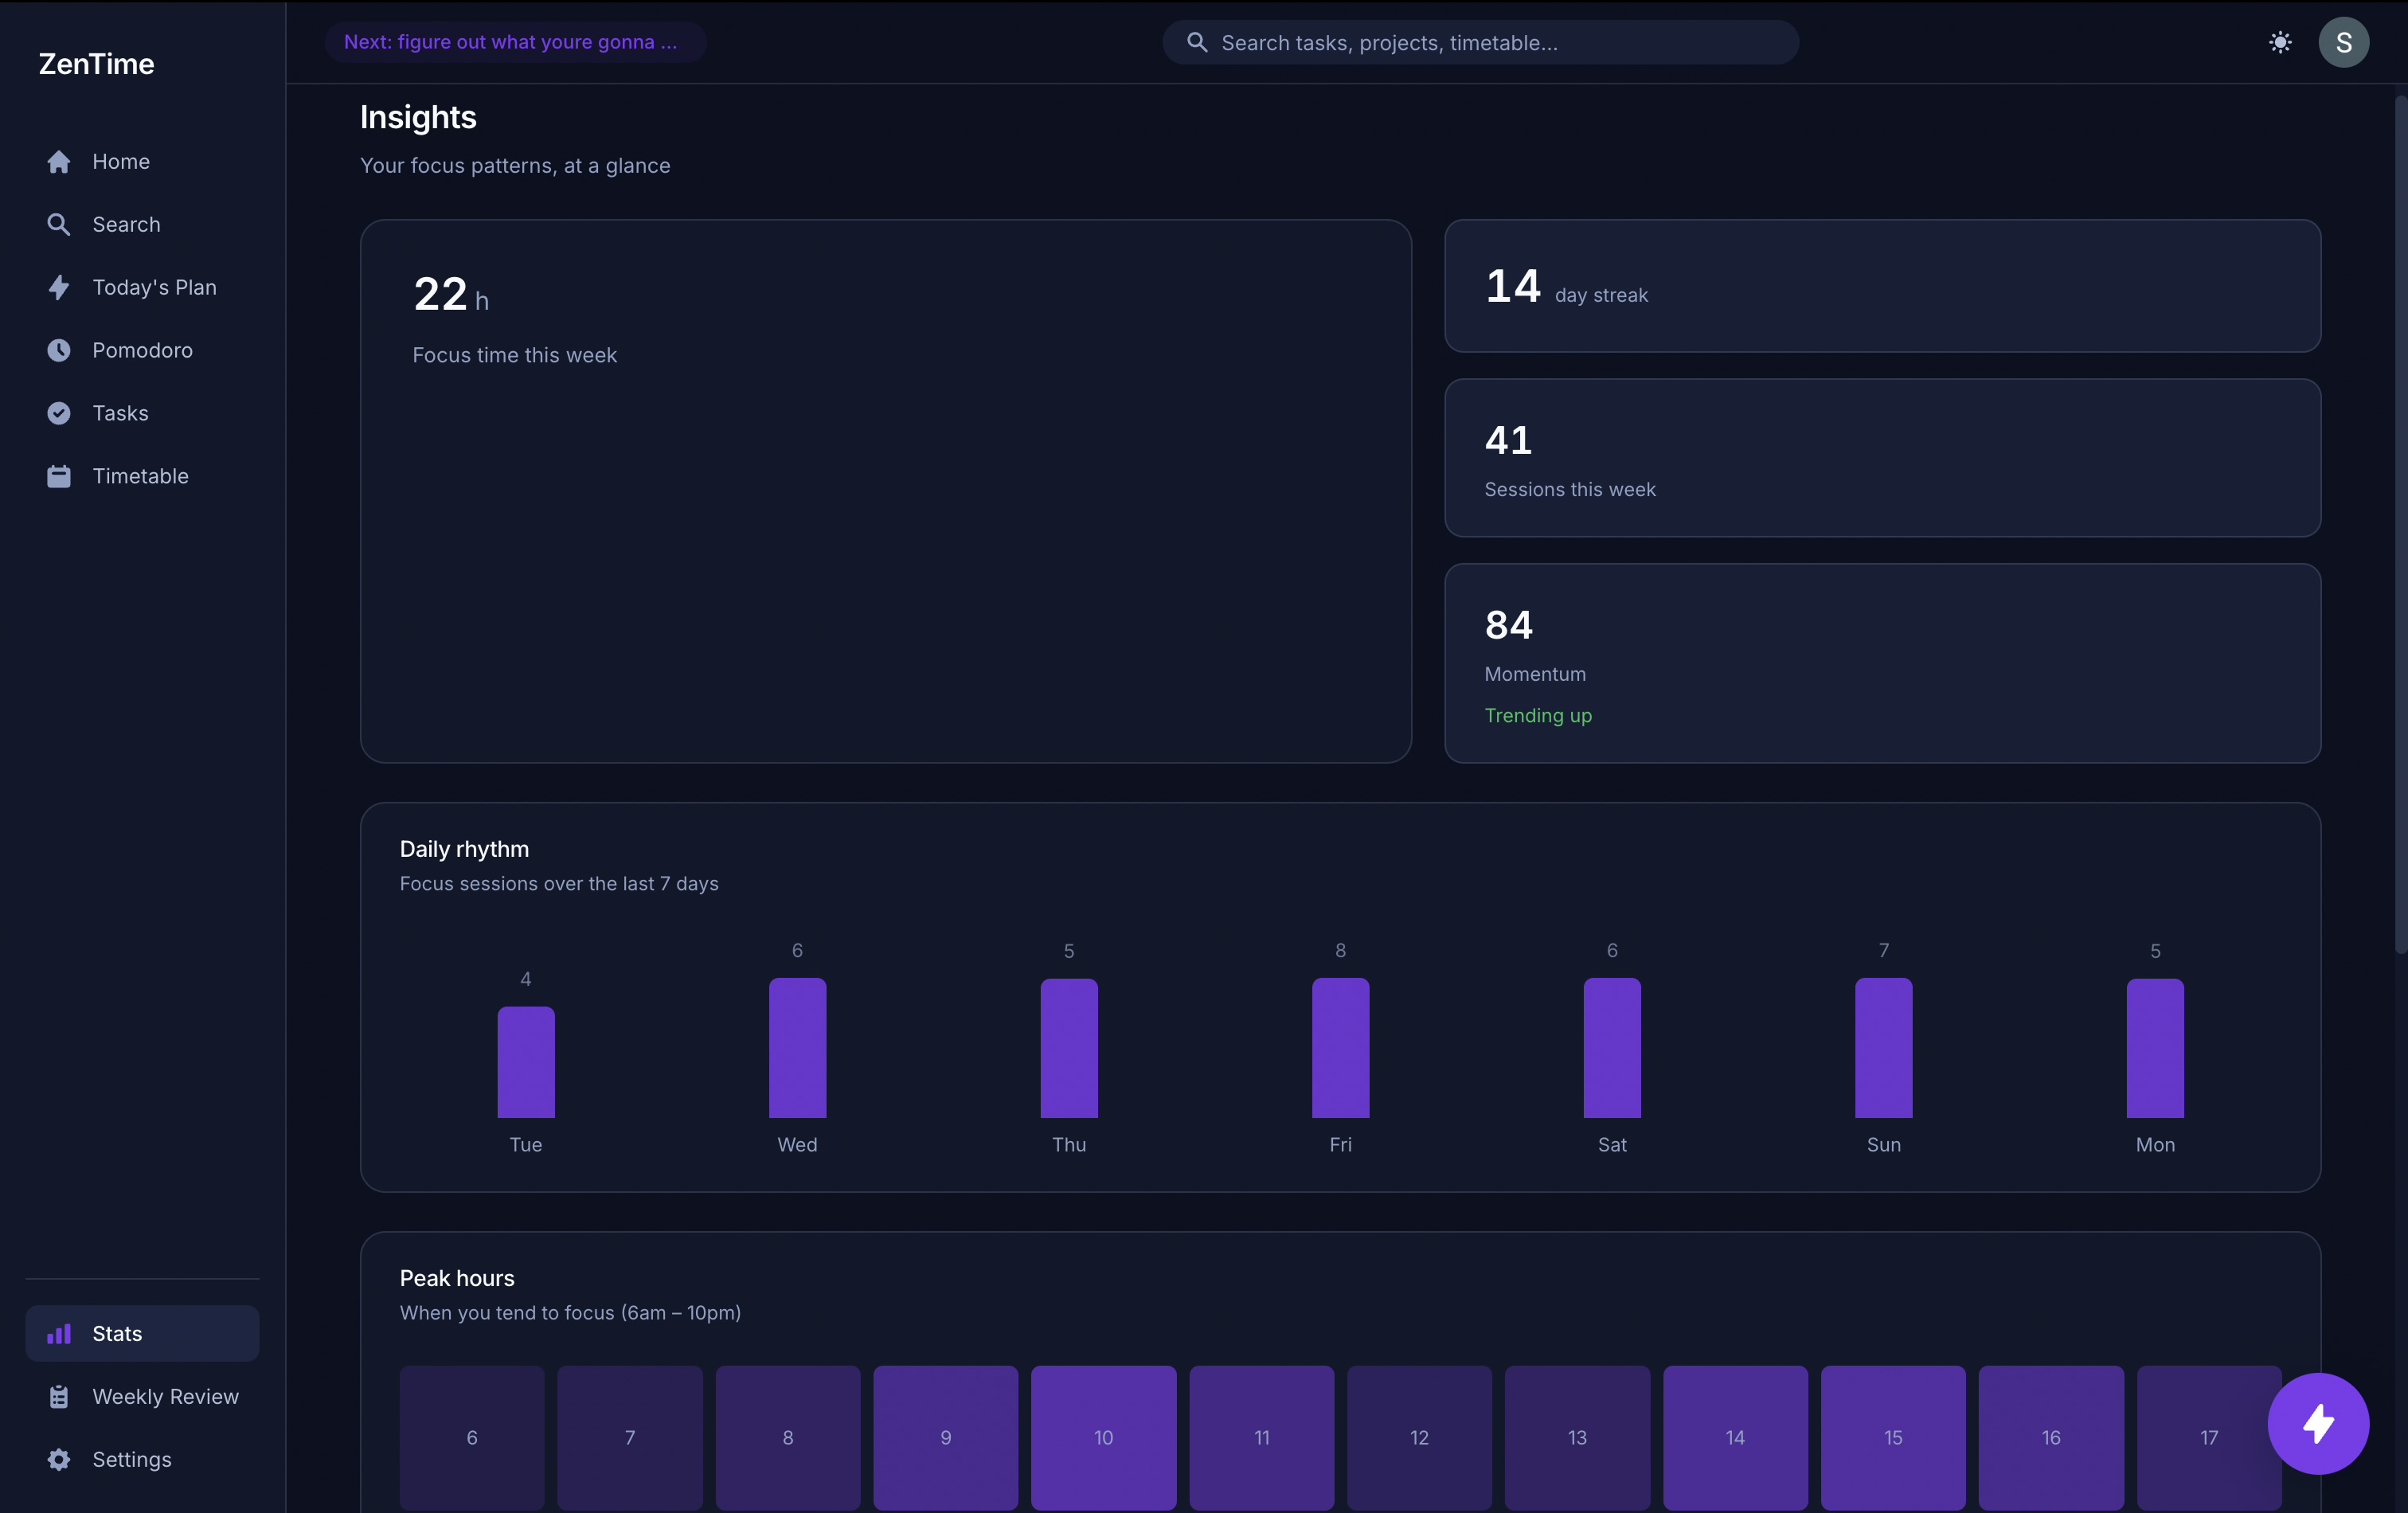 ZenTime
Home
Search
Today's Plan
Pomodoro
Tasks
Timetable
Stats
Weekly Review
Settings
Next: figure out what youre gonna ...
Search tasks, projects, timetable...
S
Insights
Your focus patterns, at a glance
22 h
Focus time this week
14 day streak
41
Sessions this week
84
Momentum
Trending up
Daily rhythm
Focus sessions over the last 7 days
4 6 5 8 6 7 5
Tue Wed Thu Fri Sat Sun Mon
Peak hours
When you tend to focus (6am – 10pm)
6 7 8 9 10 11 12 13 14 15 16 17